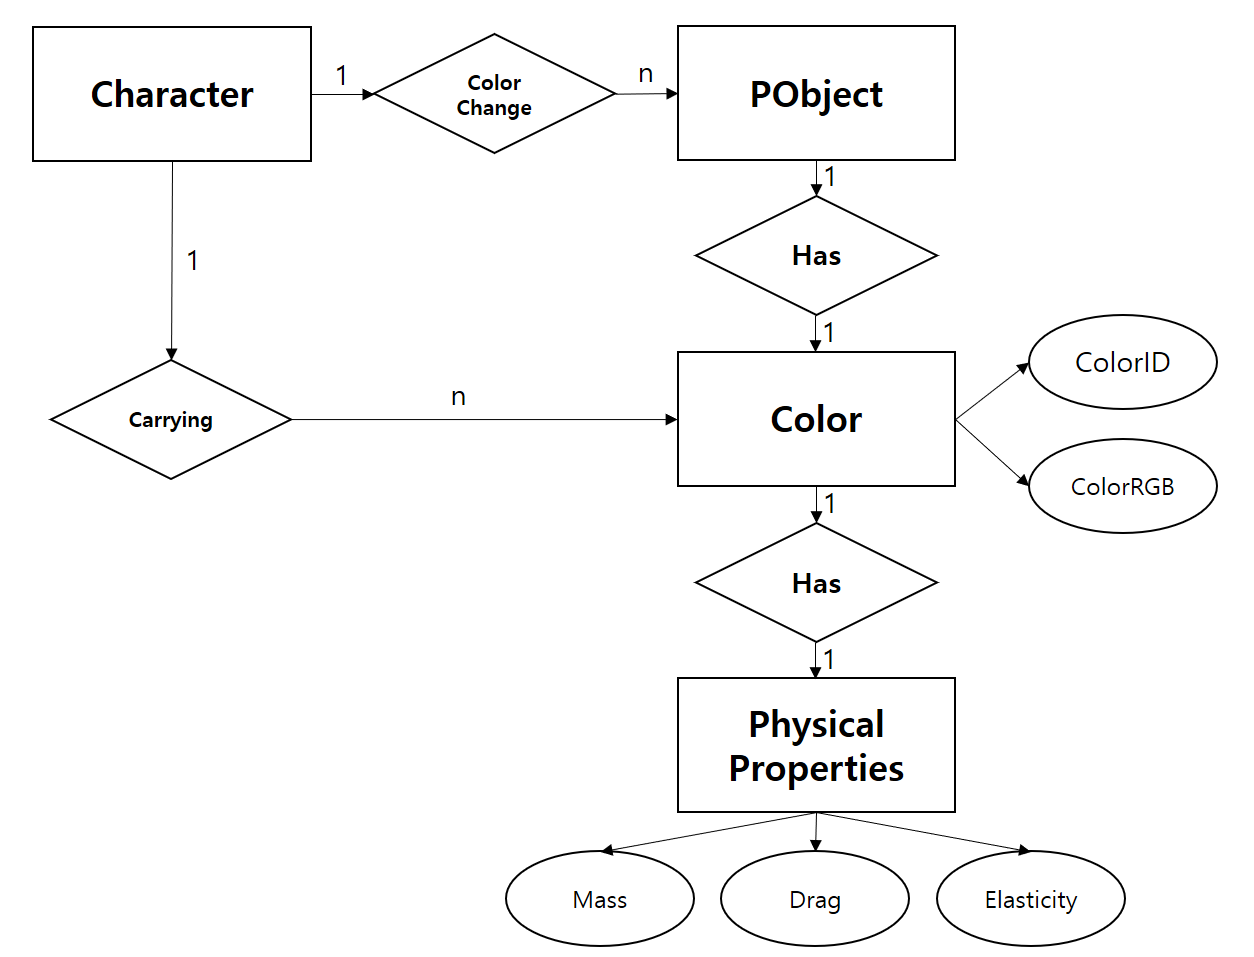 Character
1
Color
Change
n
PObject
1
Has
1
1
Carrying
n
Color
ColorID
ColorRGB
1
Has
1
Physical
Properties
Mass
Drag
Elasticity